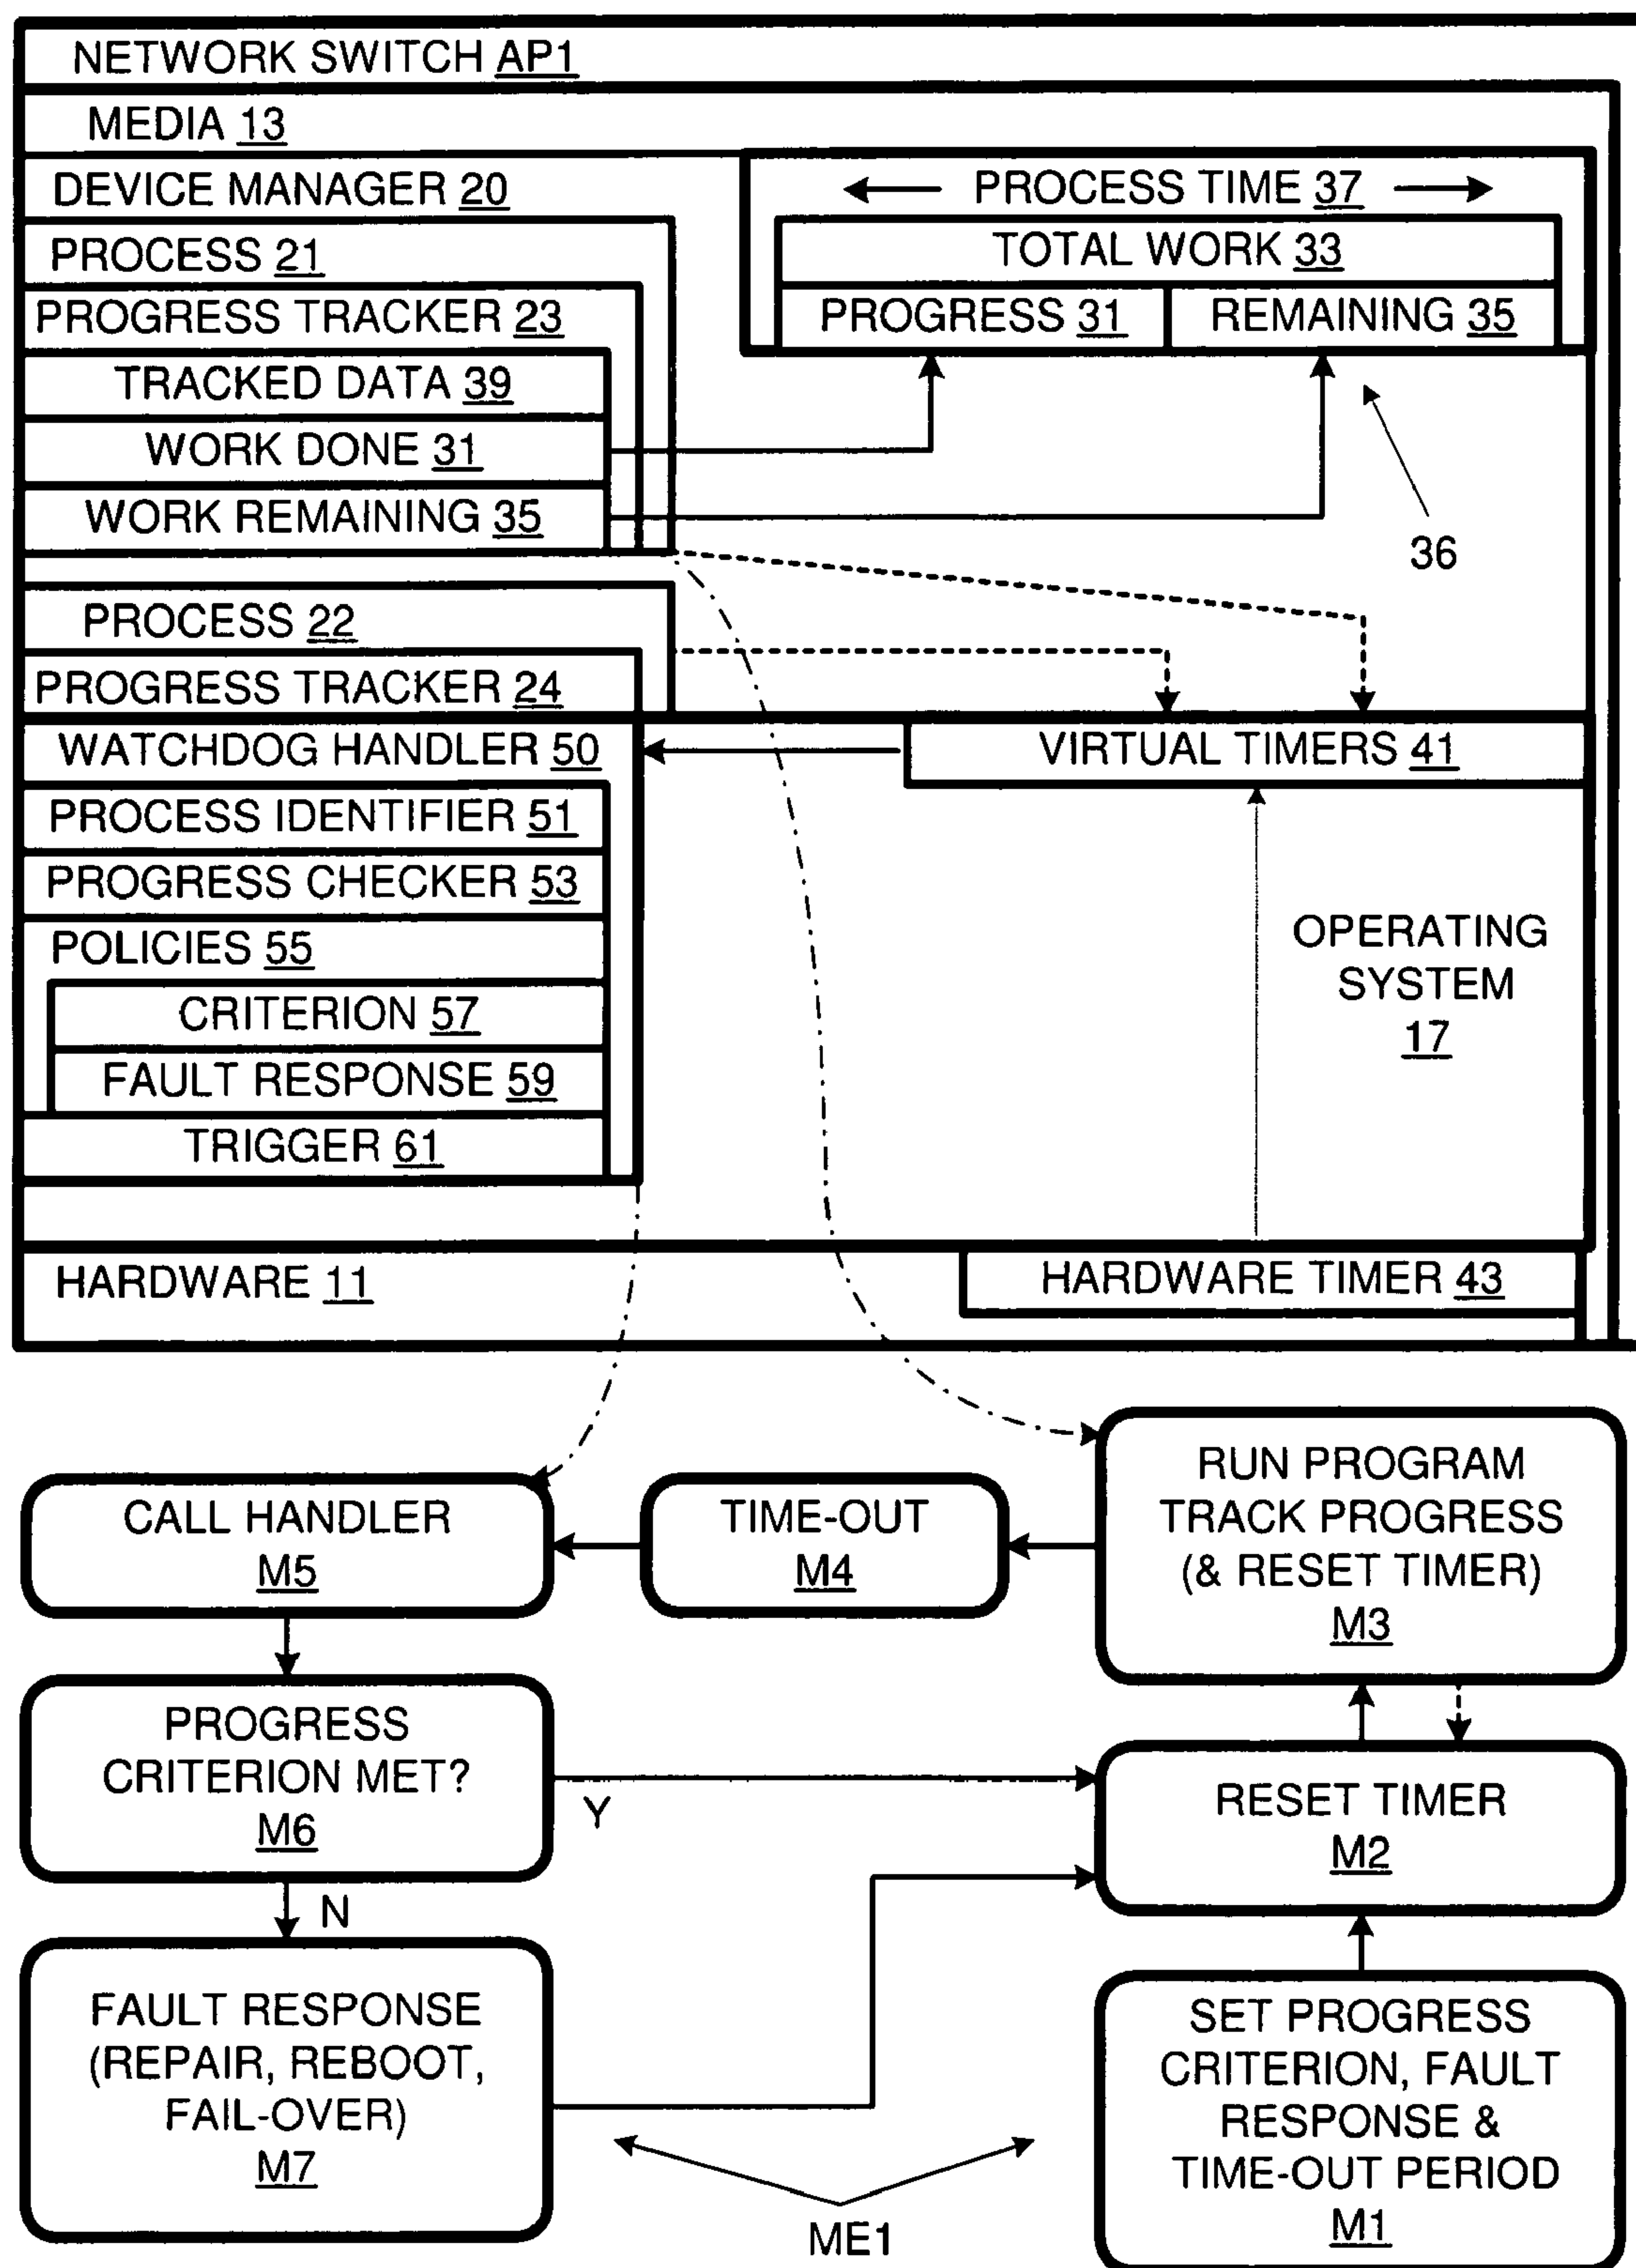 NETWORK SWITCH AP1
MEDIA 13
DEVICE MANAGER 20
PROCESS TIME 37
PROCESS 21
TOTAL WORK 33
PROGRESS TRACKER 23
PROGRESS 31
REMAINING 35
TRACKED DATA 39
WORK DONE 31
WORK REMAINING 35
36
PROCESS 22
PROGRESS TRACKER 24
WATCHDOG HANDLER 50
VIRTUAL TIMERS 41
PROCESS IDENTIFIER 51
PROGRESS CHECKER 53
POLICIES 55
CRITERION 57
FAULT RESPONSE 59
TRIGGER 61
OPERATING
SYSTEM
17
HARDWARE 11
HARDWARE TIMER 43
CALL HANDLER
M5
TIME-OUT
M4
RUN PROGRAM
TRACK PROGRESS
(& RESET TIMER)
M3
PROGRESS
CRITERION MET?
M6
Y
N
RESET TIMER
M2
FAULT RESPONSE
(REPAIR, REBOOT,
FAIL-OVER)
M7
SET PROGRESS
CRITERION, FAULT
RESPONSE &
TIME-OUT PERIOD
M1
ME1